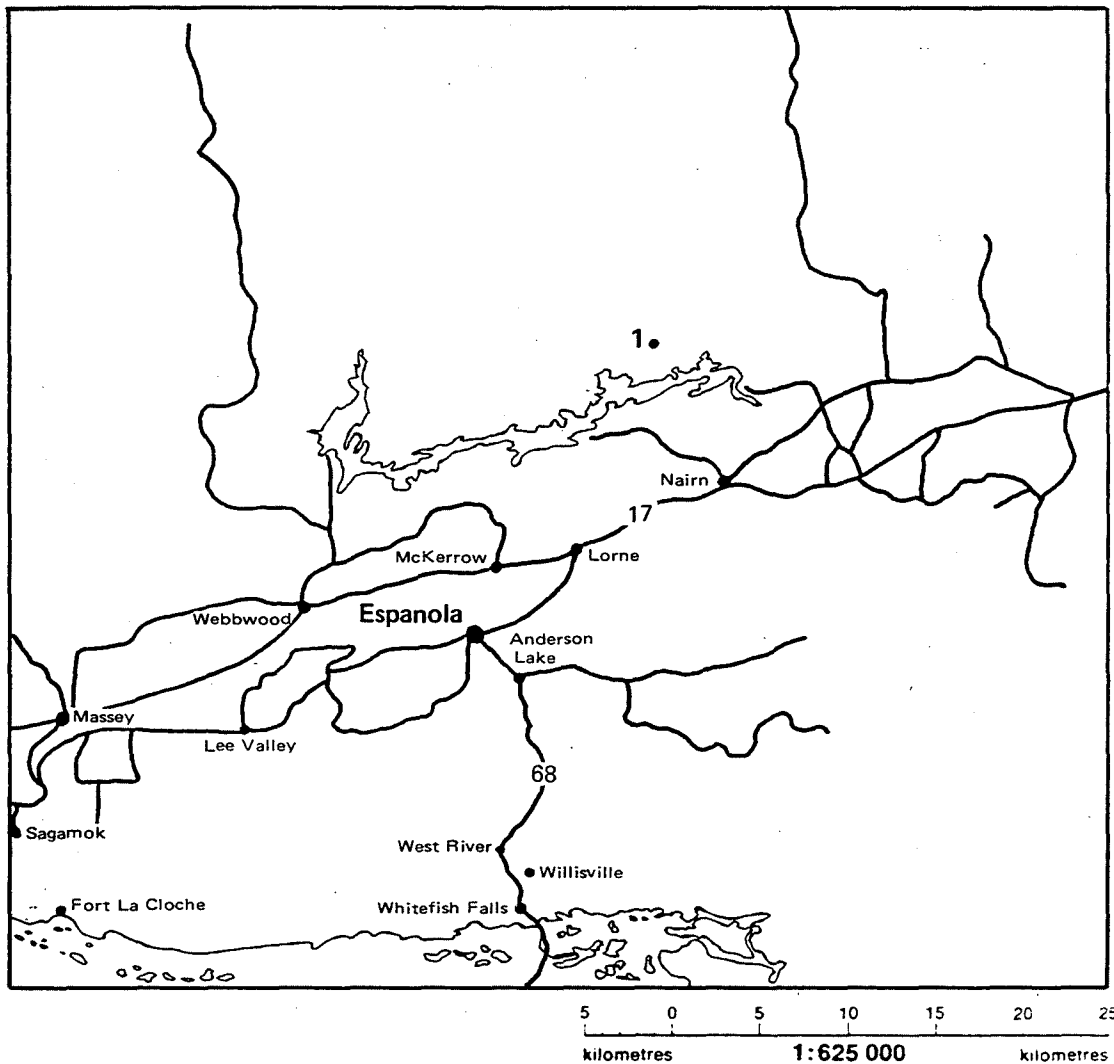 1
Nairn
17
McKerrow
Lorne
Webbwood
Espanola
Anderson
Lake
Massey
Lee Valley
68
Sagamok
West River
Willisville
Fort La Cloche
Whitefish Falls
5 0 5 10 15 20 25
kilometres 1:625 000 kilometres